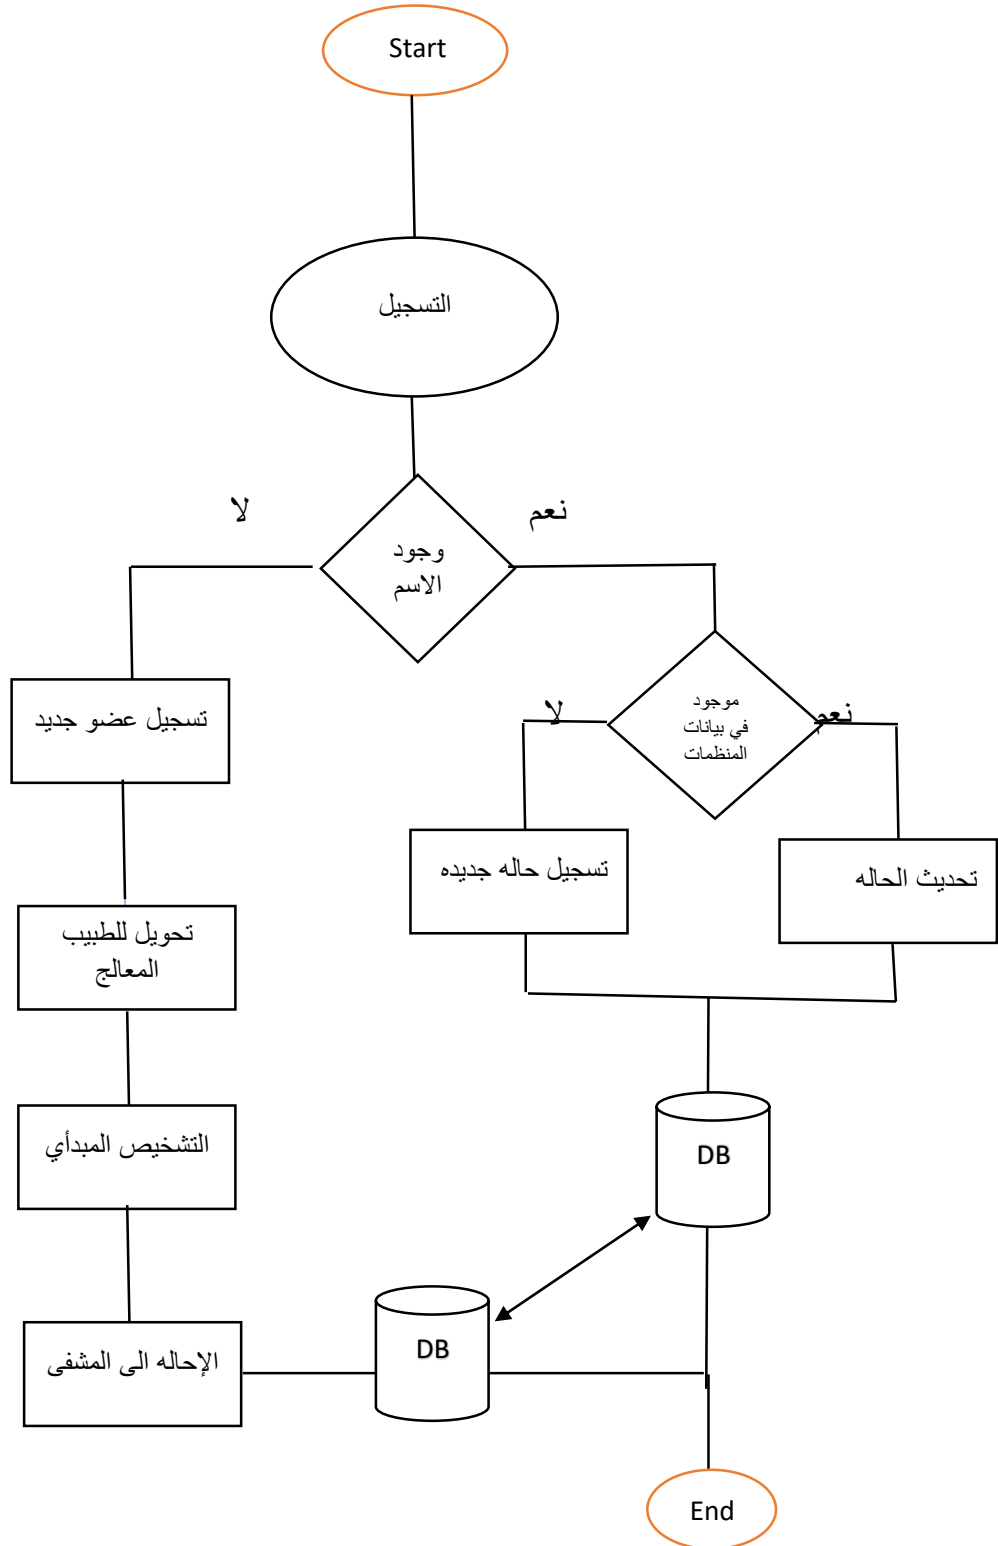 Start
التسجيل
لا
نعم
وجود
الاسم
تسجيل عضو جديد
لا
موجود
في بيانات
المنظمات
نعم
تسجيل حاله جديده
تحديث الحاله
تحويل للطبيب
المعالج
التشخيص المبدأي
DB
الإحاله الى المشفى
DB
End